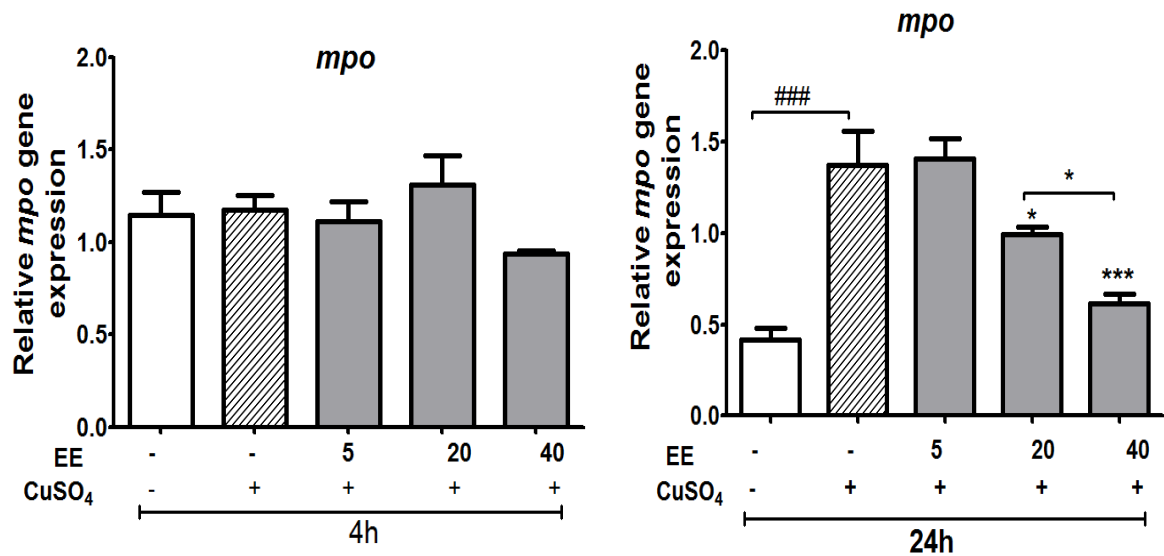 mpo
Relative mpo gene
expression
2.0
1.5
1.0
0.5
0.0
EE - - 5 20 40
CuSO₄ - + + + +
4h
mpo
Relative mpo gene
expression
2.0
1.5
1.0
0.5
0.0
###
*
*
***
EE - - 5 20 40
CuSO₄ - + + + +
24h